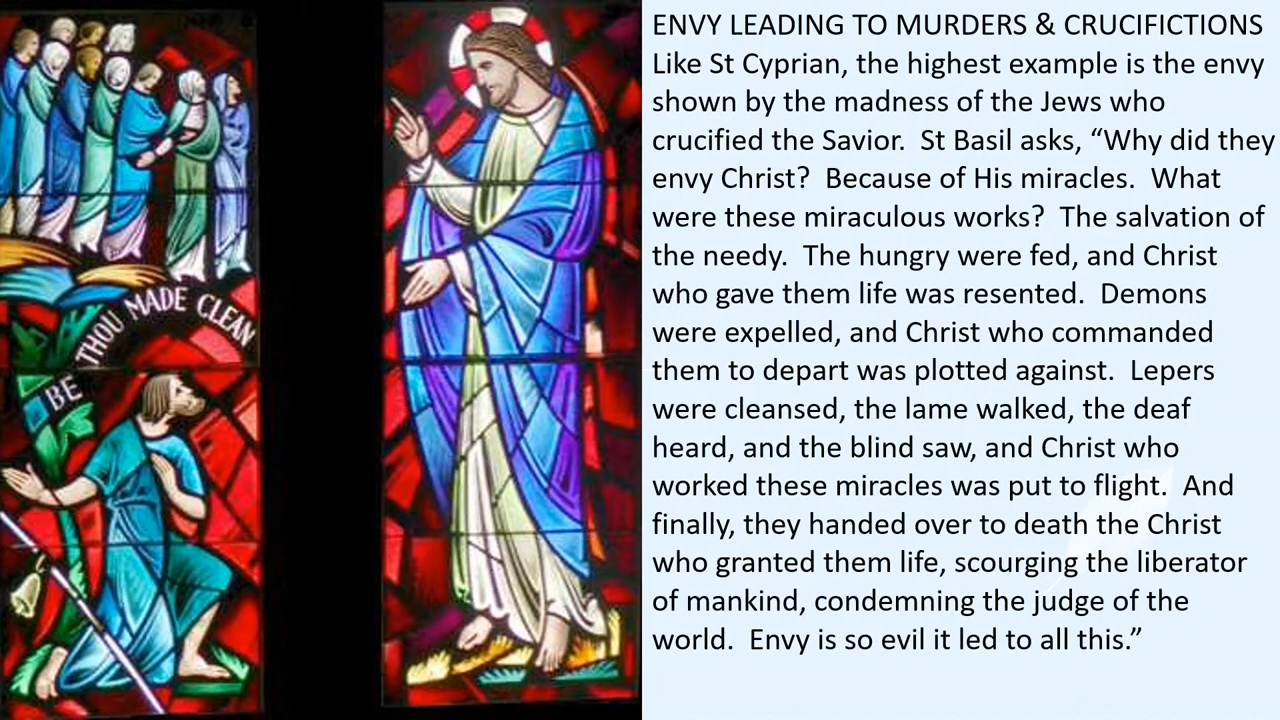 BE
THOU MADE CLEAN
ENVY LEADING TO MURDERS & CRUCIFICTIONS
Like St Cyprian, the highest example is the envy
shown by the madness of the Jews who
crucified the Savior.  St Basil asks, “Why did they
envy Christ?  Because of His miracles.  What
were these miraculous works?  The salvation of
the needy.  The hungry were fed, and Christ
who gave them life was resented.  Demons
were expelled, and Christ who commanded
them to depart was plotted against.  Lepers
were cleansed, the lame walked, the deaf
heard, and the blind saw, and Christ who
worked these miracles was put to flight.  And
finally, they handed over to death the Christ
who granted them life, scourging the liberator
of mankind, condemning the judge of the
world.  Envy is so evil it led to all this.”